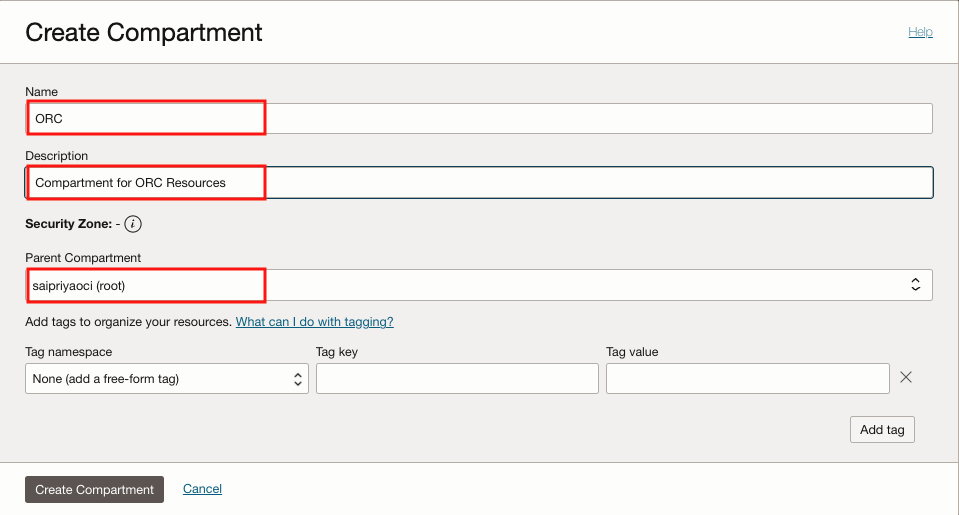 Create Compartment
Help
Name
ORC
Description
Compartment for ORC Resources
Security Zone: - i
Parent Compartment
saipriyaoci (root)
Add tags to organize your resources. What can I do with tagging?
Tag namespace Tag key Tag value
None (add a free-form tag)
Add tag
Create Compartment Cancel